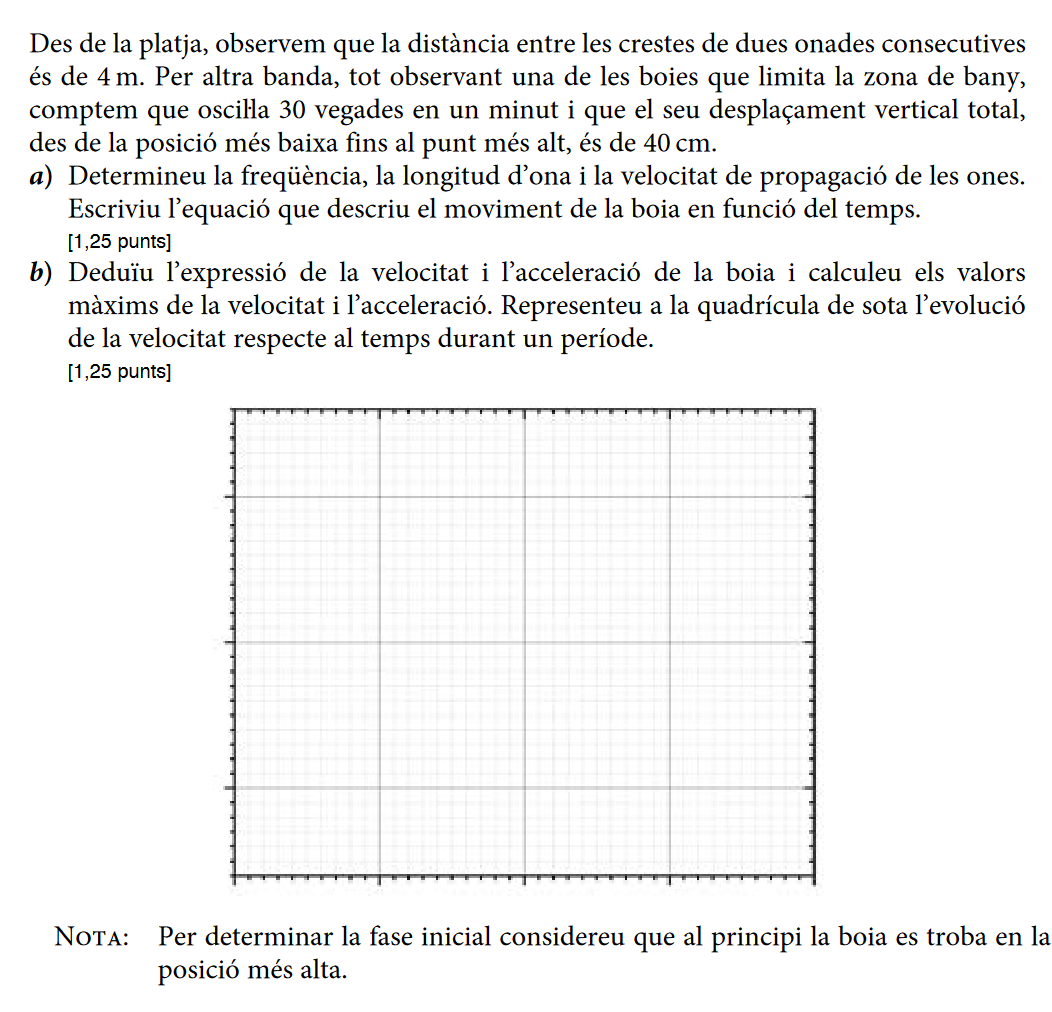 Des de la platja, observem que la distància entre les crestes de dues onades consecutives
és de 4 m. Per altra banda, tot observant una de les boies que limita la zona de bany,
comptem que oscil·la 30 vegades en un minut i que el seu desplaçament vertical total,
des de la posició més baixa fins al punt més alt, és de 40 cm.
a) Determineu la freqüència, la longitud d’ona i la velocitat de propagació de les ones.
Escriviu l’equació que descriu el moviment de la boia en funció del temps.
[1,25 punts]
b) Deduïu l’expressió de la velocitat i l’acceleració de la boia i calculeu els valors
màxims de la velocitat i l’acceleració. Representeu a la quadrícula de sota l’evolució
de la velocitat respecte al temps durant un període.
[1,25 punts]
NOTA: Per determinar la fase inicial considereu que al principi la boia es troba en la
posició més alta.